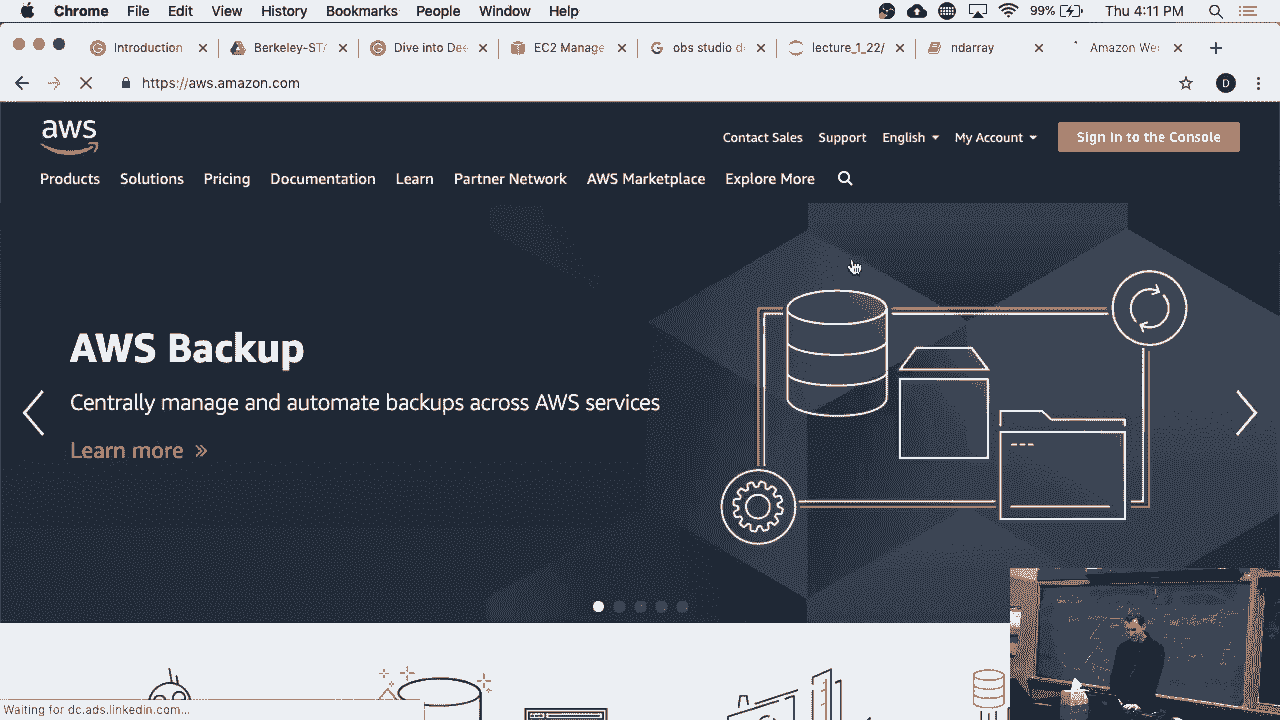 Chrome File Edit View History Bookmarks People Window Help 99% Thu 4:11 PM
Introduction Berkeley-STA Dive into Dee EC2 Manage obs studio d lecture_1_22/ ndarray Amazon We
https://aws.amazon.com D
aws
Contact Sales Support English My Account Sign In to the Console
Products Solutions Pricing Documentation Learn Partner Network AWS Marketplace Explore More
AWS Backup
Centrally manage and automate backups across AWS services
Learn more »
Waiting for dc.ads.linkedin.com...